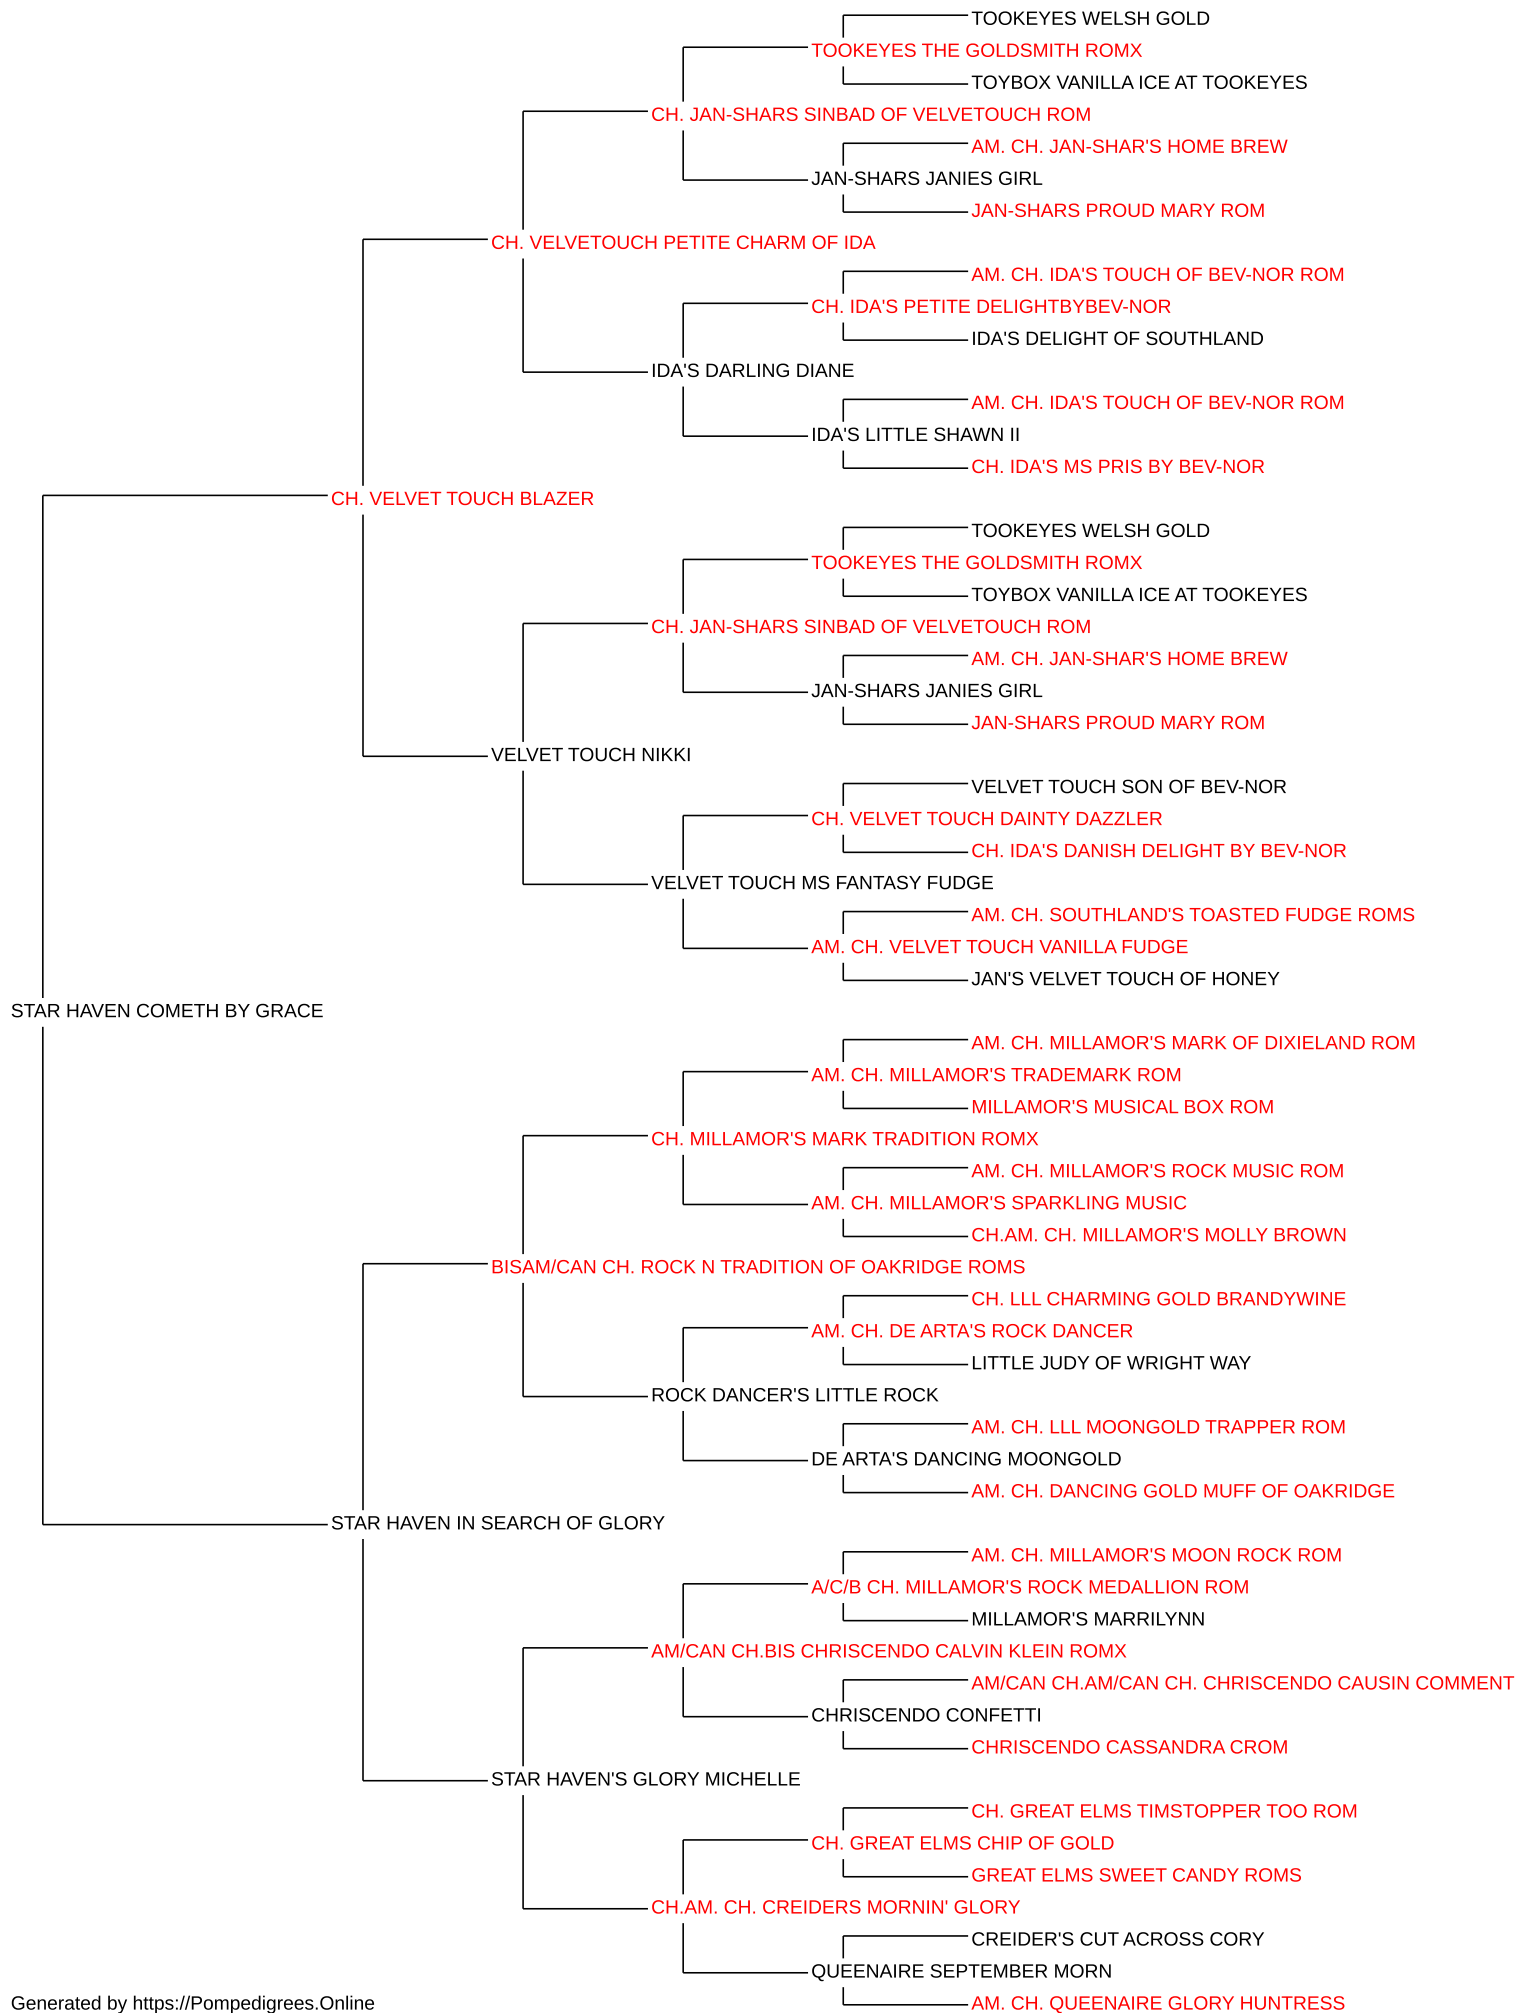 TOOKEYES WELSH GOLD
TOOKEYES THE GOLDSMITH ROMX
TOYBOX VANILLA ICE AT TOOKEYES
CH. JAN-SHARS SINBAD OF VELVETOUCH ROM
AM. CH. JAN-SHAR'S HOME BREW
JAN-SHARS JANIES GIRL
JAN-SHARS PROUD MARY ROM
CH. VELVETOUCH PETITE CHARM OF IDA
AM. CH. IDA'S TOUCH OF BEV-NOR ROM
CH. IDA'S PETITE DELIGHTBYBEV-NOR
IDA'S DELIGHT OF SOUTHLAND
IDA'S DARLING DIANE
AM. CH. IDA'S TOUCH OF BEV-NOR ROM
IDA'S LITTLE SHAWN II
CH. IDA'S MS PRIS BY BEV-NOR
CH. VELVET TOUCH BLAZER
TOOKEYES WELSH GOLD
TOOKEYES THE GOLDSMITH ROMX
TOYBOX VANILLA ICE AT TOOKEYES
CH. JAN-SHARS SINBAD OF VELVETOUCH ROM
AM. CH. JAN-SHAR'S HOME BREW
JAN-SHARS JANIES GIRL
JAN-SHARS PROUD MARY ROM
VELVET TOUCH NIKKI
VELVET TOUCH SON OF BEV-NOR
CH. VELVET TOUCH DAINTY DAZZLER
CH. IDA'S DANISH DELIGHT BY BEV-NOR
VELVET TOUCH MS FANTASY FUDGE
AM. CH. SOUTHLAND'S TOASTED FUDGE ROMS
AM. CH. VELVET TOUCH VANILLA FUDGE
JAN'S VELVET TOUCH OF HONEY
STAR HAVEN COMETH BY GRACE
AM. CH. MILLAMOR'S MARK OF DIXIELAND ROM
AM. CH. MILLAMOR'S TRADEMARK ROM
MILLAMOR'S MUSICAL BOX ROM
CH. MILLAMOR'S MARK TRADITION ROMX
AM. CH. MILLAMOR'S ROCK MUSIC ROM
AM. CH. MILLAMOR'S SPARKLING MUSIC
CH.AM. CH. MILLAMOR'S MOLLY BROWN
BISAM/CAN CH. ROCK N TRADITION OF OAKRIDGE ROMS
CH. LLL CHARMING GOLD BRANDYWINE
AM. CH. DE ARTA'S ROCK DANCER
LITTLE JUDY OF WRIGHT WAY
ROCK DANCER'S LITTLE ROCK
AM. CH. LLL MOONGOLD TRAPPER ROM
DE ARTA'S DANCING MOONGOLD
AM. CH. DANCING GOLD MUFF OF OAKRIDGE
STAR HAVEN IN SEARCH OF GLORY
AM. CH. MILLAMOR'S MOON ROCK ROM
A/C/B CH. MILLAMOR'S ROCK MEDALLION ROM
MILLAMOR'S MARRILYNN
AM/CAN CH.BIS CHRISCENDO CALVIN KLEIN ROMX
AM/CAN CH.AM/CAN CH. CHRISCENDO CAUSIN COMMENT
CHRISCENDO CONFETTI
CHRISCENDO CASSANDRA CROM
STAR HAVEN'S GLORY MICHELLE
CH. GREAT ELMS TIMSTOPPER TOO ROM
CH. GREAT ELMS CHIP OF GOLD
GREAT ELMS SWEET CANDY ROMS
CH.AM. CH. CREIDERS MORNIN' GLORY
CREIDER'S CUT ACROSS CORY
QUEENAIRE SEPTEMBER MORN
AM. CH. QUEENAIRE GLORY HUNTRESS
Generated by https://Pompedigrees.Online